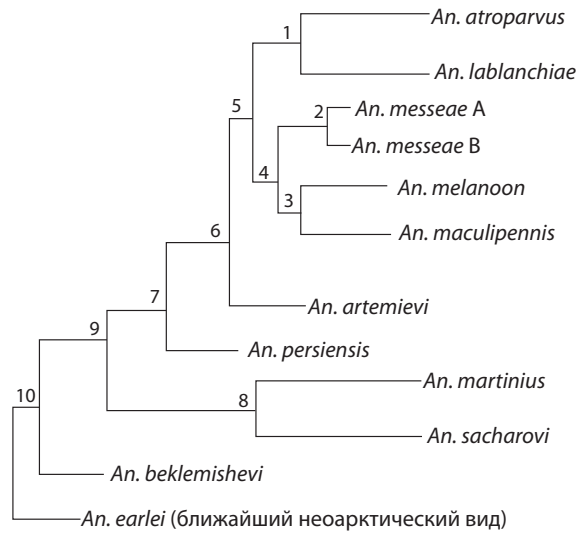 1
An. atroparvus
An. lablanchiae
5
2
An. messeae A
An. messeae B
4
3
An. melanoon
An. maculipennis
6
An. artemievi
7
An. persiensis
9
8
An. martinius
An. sacharovi
10
An. beklemishevi
An. earlei (ближайший неоарктический вид)